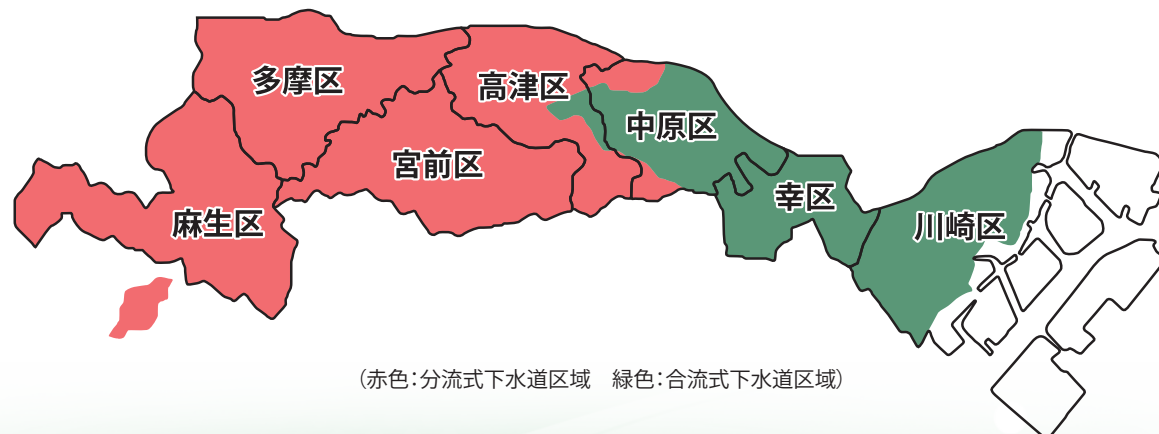 多摩区
高津区
中原区
宮前区
幸区
麻生区
川崎区
(赤色:分流式下水道区域 緑色:合流式下水道区域)